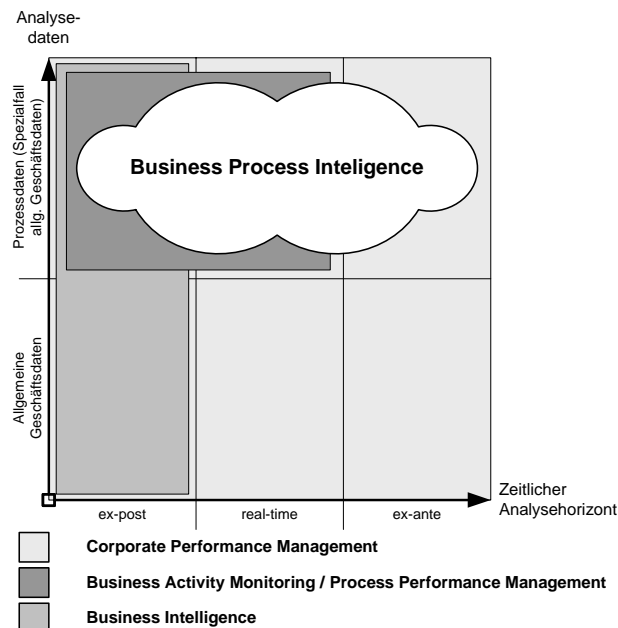 Analyse-
daten
Prozessdaten (Spezialfall
allg. Geschäftsdaten)
Business Process Inteligence
Allgemeine
Geschäftsdaten
Zeitlicher
Analysehorizont
ex-post
real-time
ex-ante
Corporate Performance Management
Business Activity Monitoring / Process Performance Management
Business Intelligence